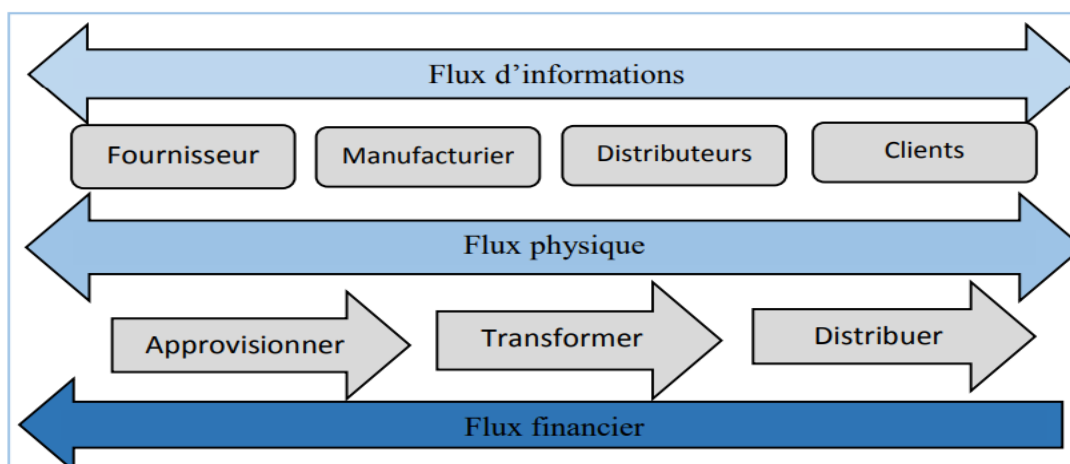 Flux d’informations
Fournisseur
Manufacturier
Distributeurs
Clients
Flux physique
Approvisionner
Transformer
Distribuer
Flux financier